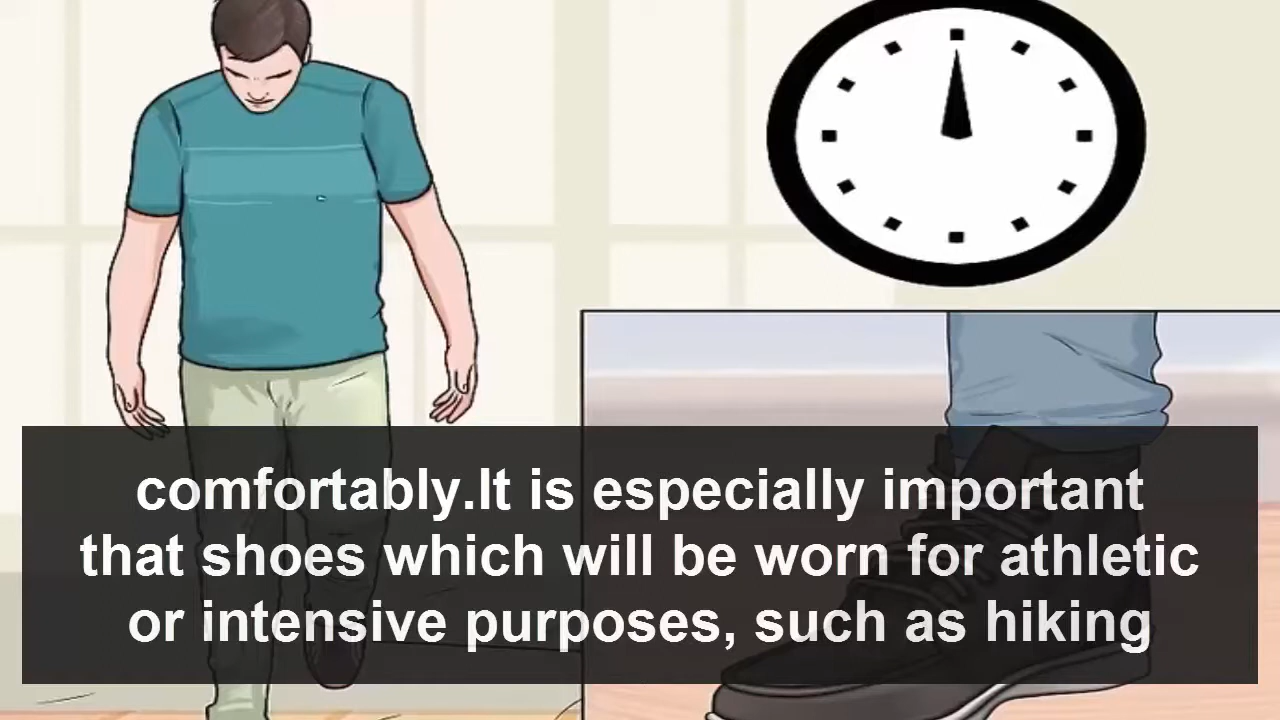 comfortably.It is especially important
that shoes which will be worn for athletic
or intensive purposes, such as hiking